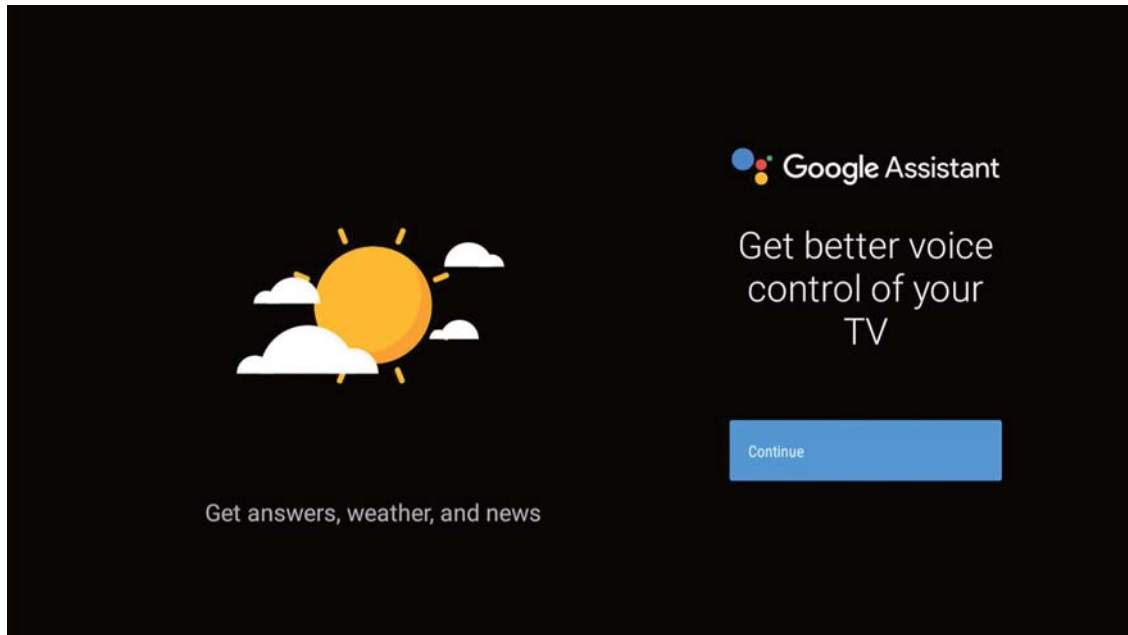 Google Assistant
Get better voice
control of your
TV
Continue
Get answers, weather, and news